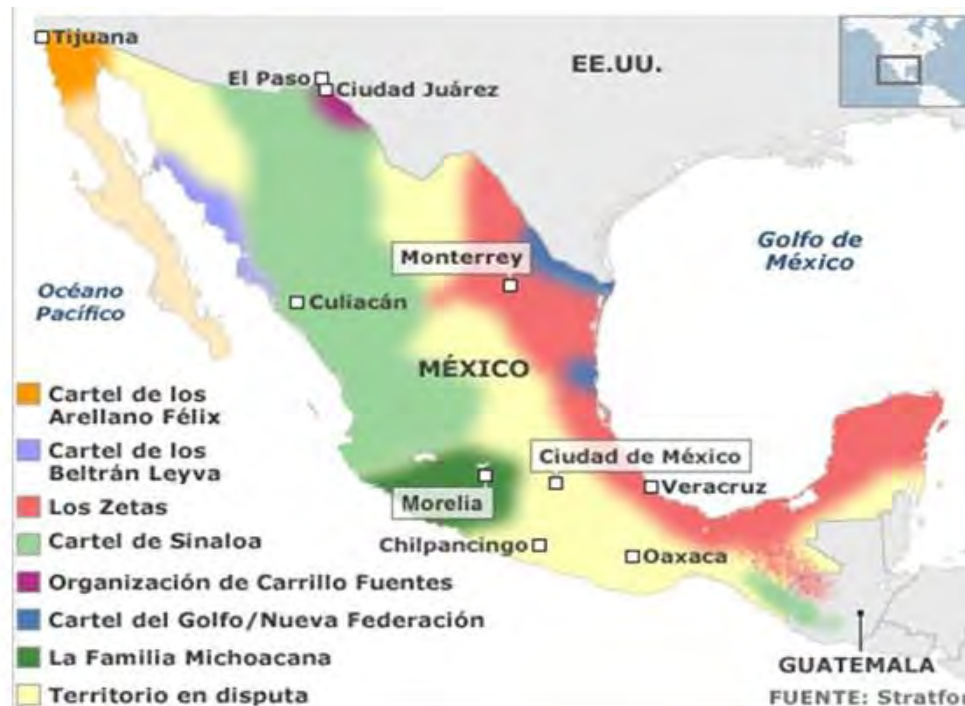 Tijuana
El Paso
Ciudad Juárez
EE.UU.
Monterrey
Golfo de
México
Océano
Pacífico
Culiacán
MÉXICO
Ciudad de México
Morelia
Veracruz
Chilpancingo
Oaxaca
GUATEMALA
Cartel de los
Arellano Félix
Cartel de los
Beltrán Leyva
Los Zetas
Cartel de Sinaloa
Organización de Carrillo Fuentes
Cartel del Golfo/Nueva Federación
La Familia Michoacana
Territorio en disputa
FUENTE: Stratfor